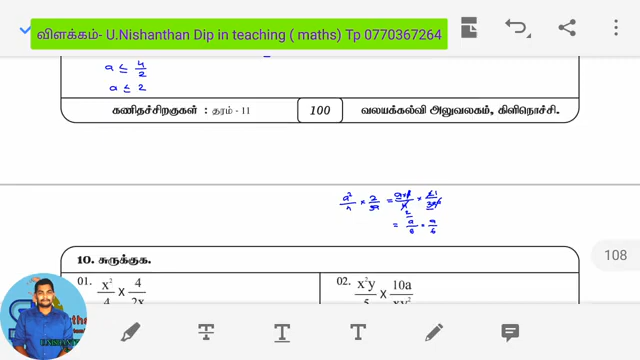 விளக்கம்- U.Nishanthan Dip in teaching ( maths) Tp 0770367264
a ≤ 4/2
a ≤ 2
கணிதச்சிறகுகள் : தரம் - 11
100
வலயக்கல்வி அலுவலகம், கிளிநொச்சி.
108
10. சுருக்குக.
01. x²/4 × 4/2x
02. x²y/5 × 10a/xy²
U.NISHANTHAN